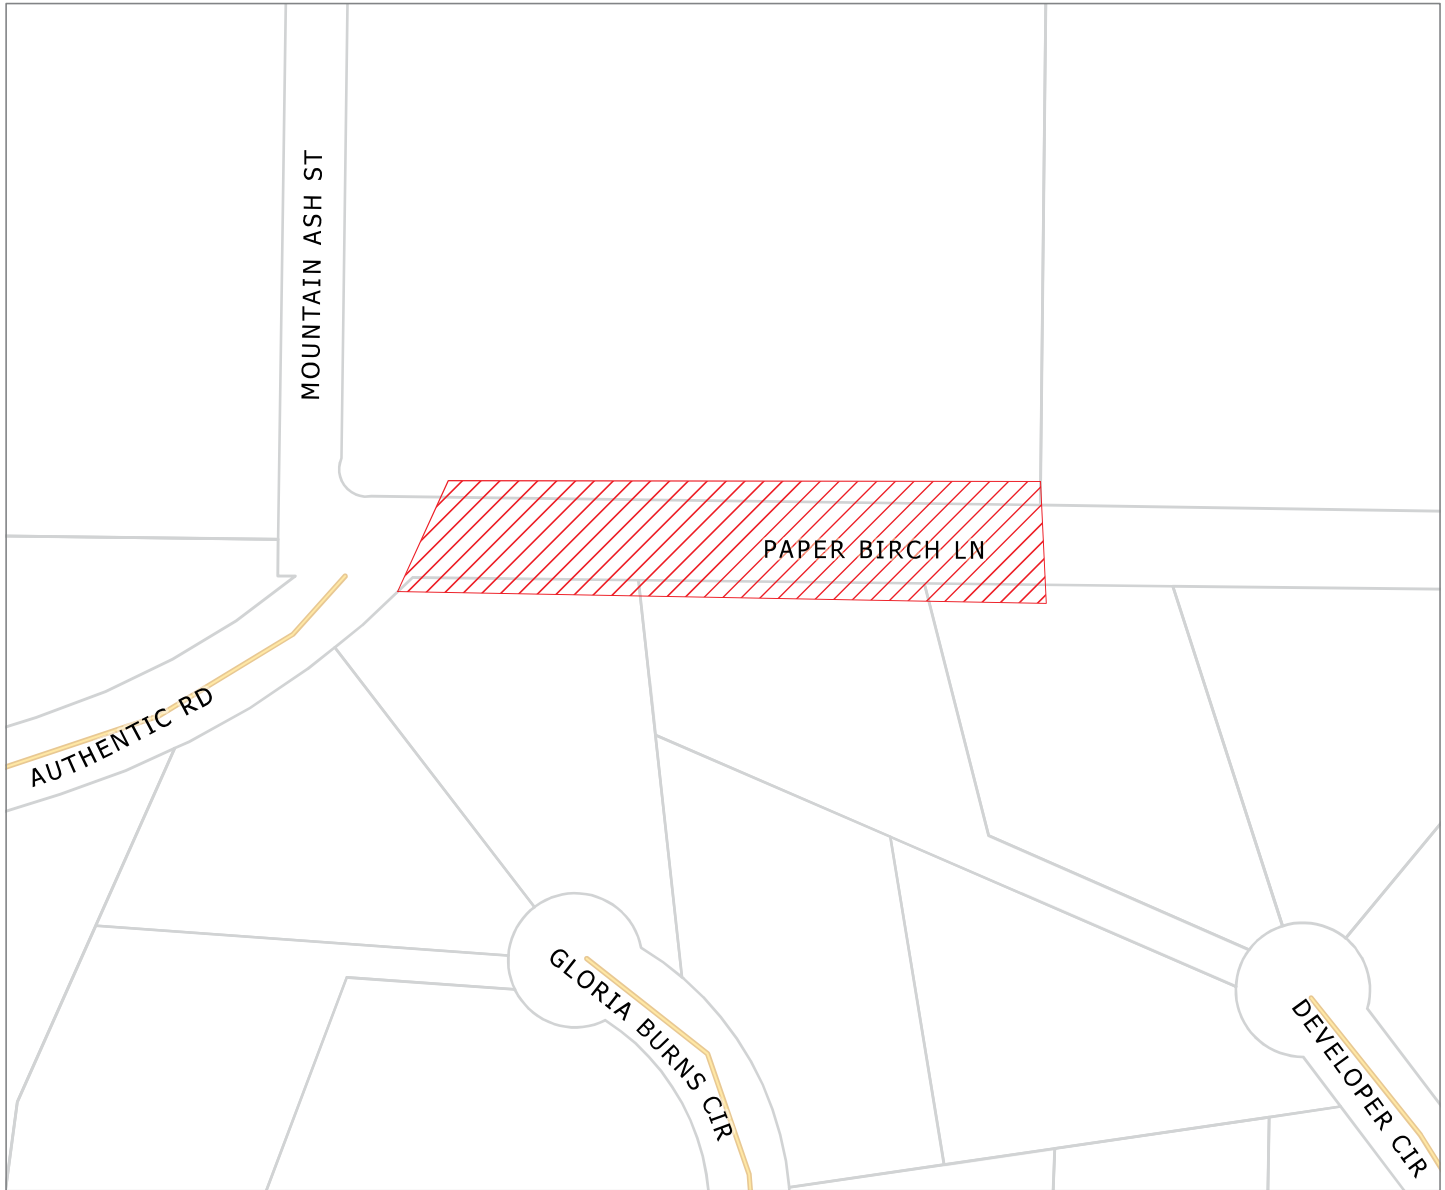 MOUNTAIN ASH ST
PAPER BIRCH LN
AUTHENTIC RD
GLORIA BURNS CIR
DEVELOPER CIR